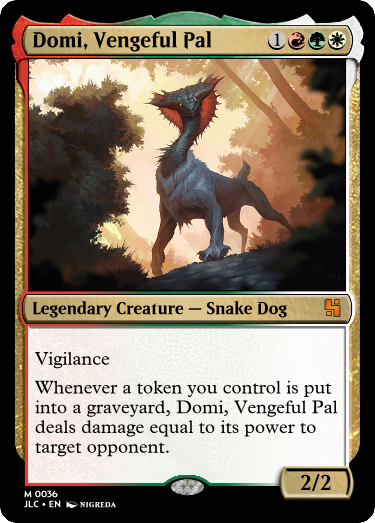 Domi, Vengeful Pal 1
Legendary Creature — Snake Dog
Vigilance
Whenever a token you control is put
into a graveyard, Domi, Vengeful Pal
deals damage equal to its power to
target opponent.
2/2
M 0036
JLC • EN NIGREDA